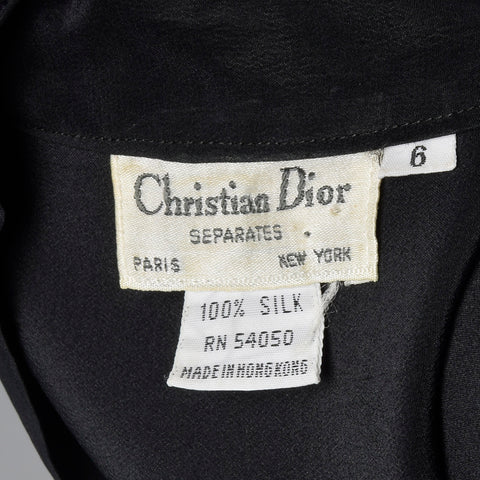 Christian Dior
6
SEPARATES
PARIS NEW YORK
100% SILK
RN 54050
MADE IN HONG KONG